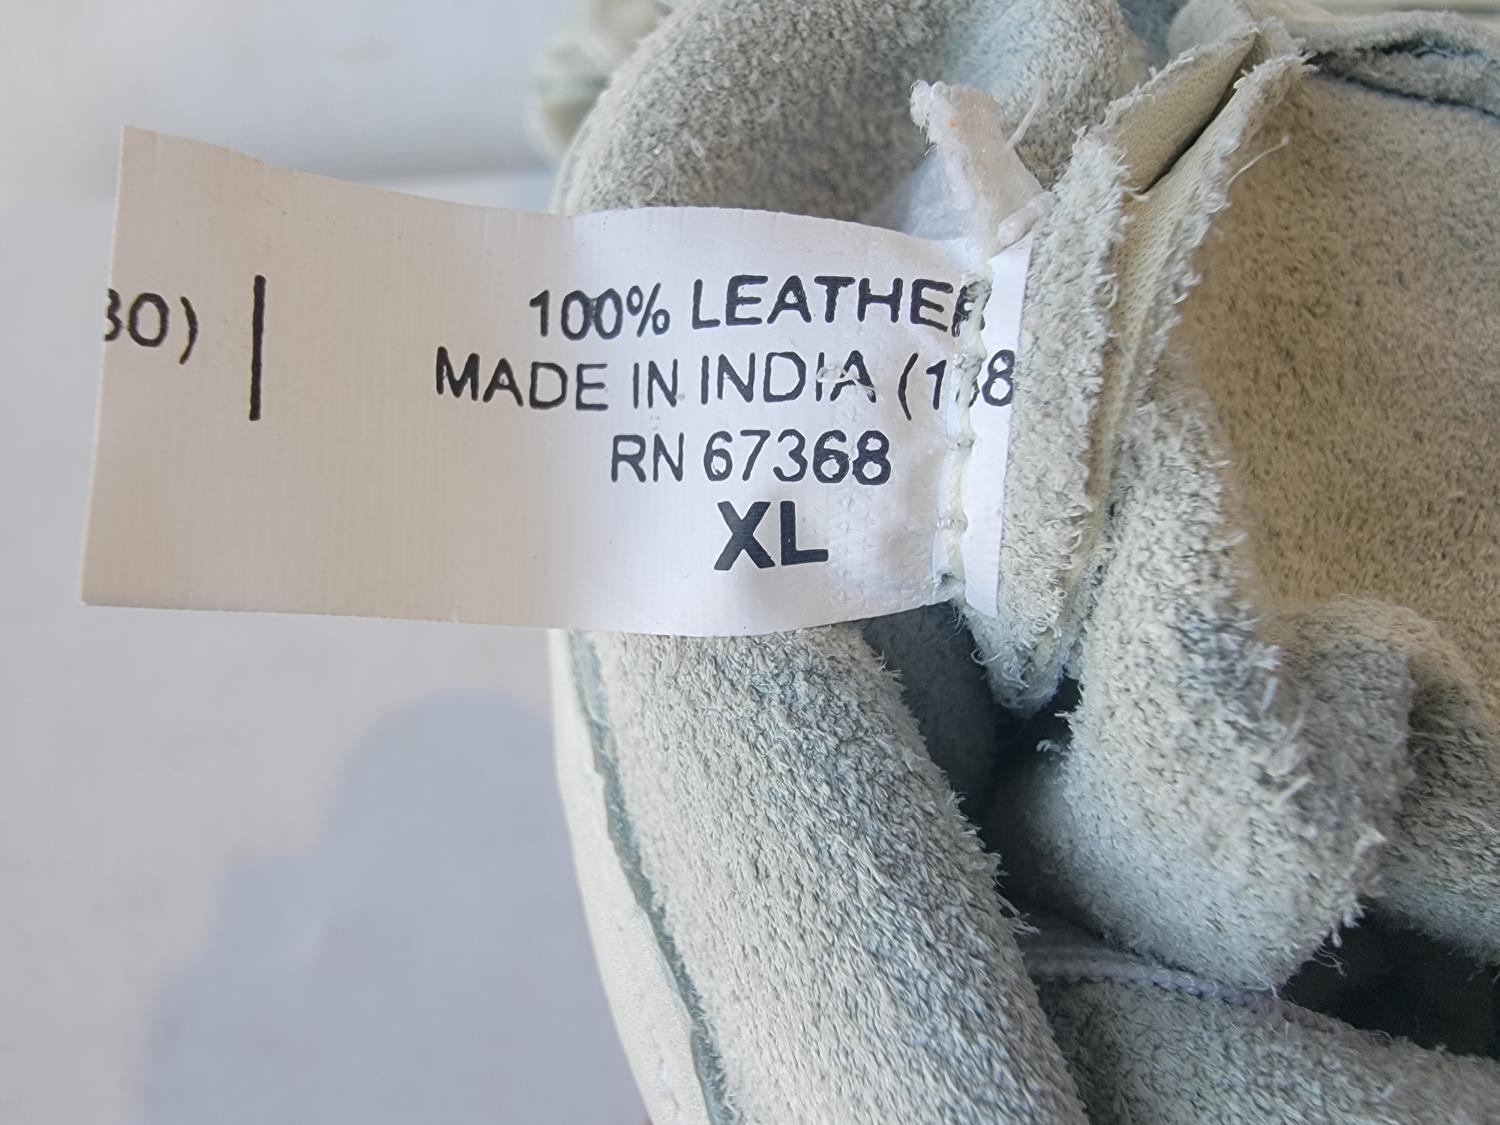 30) |
100% LEATHER
MADE IN INDIA
RN 67368
XL